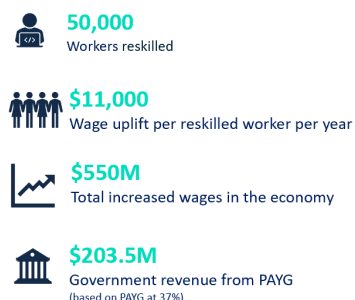 50,000
Workers reskilled
$11,000
Wage uplift per reskilled worker per year
$550M
Total increased wages in the economy
$203.5M
Government revenue from PAYG
(based on PAYG at 37%)